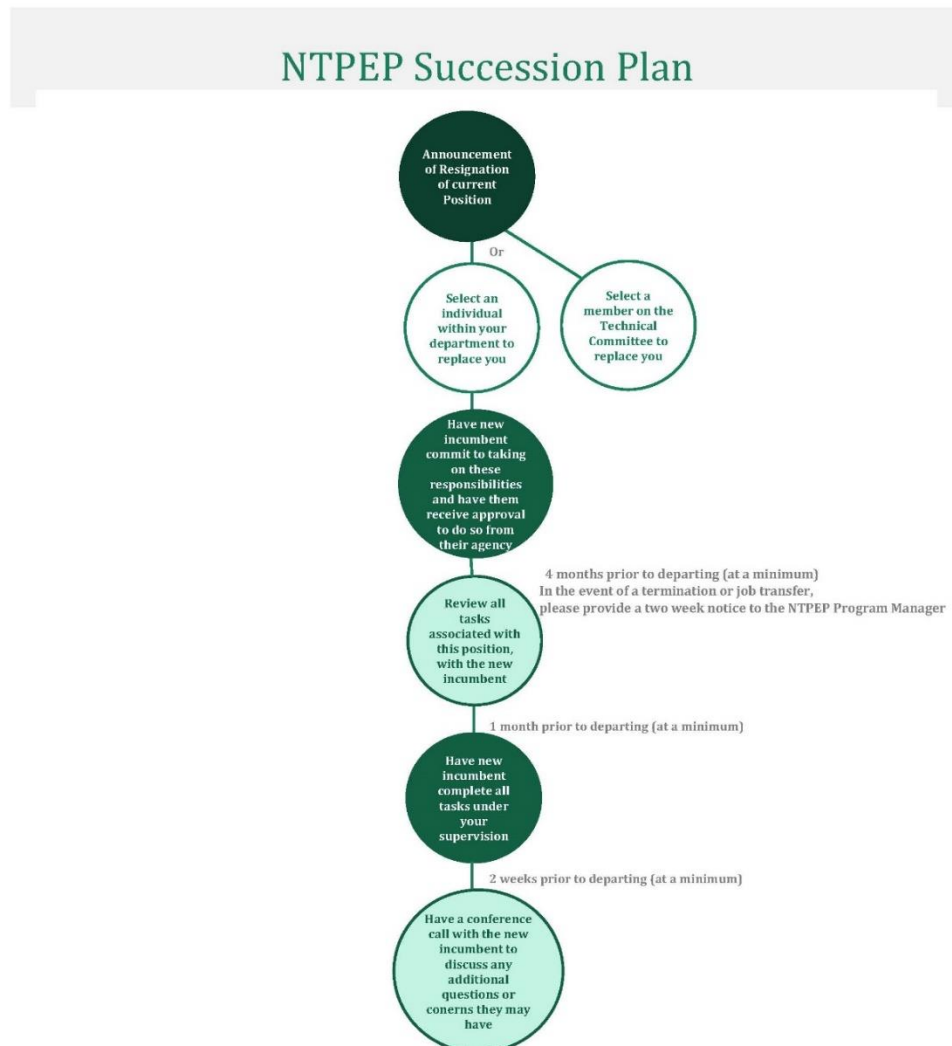 NTPEP Succession Plan
Announcement
of Resignation
of current
Position
Or
Select an
individual
within your
department to
replace you
Select a
member on the
Technical
Committee to
replace you
Have new
incumbent
commit to taking
on these
responsibilities
and have them
receive approval
to do so from
their agency
4 months prior to departing (at a minimum)
In the event of a termination or job transfer,
please provide a two week notice to the NTPEP Program Manager
Review all
tasks
associated with
this position,
with the new
incumbent
1 month prior to departing (at a minimum)
Have new
incumbent
complete all
tasks under
your
supervision
2 weeks prior to departing (at a minimum)
Have a conference
call with the new
incumbent to
discuss any
additional
questions or
conerns they may
have